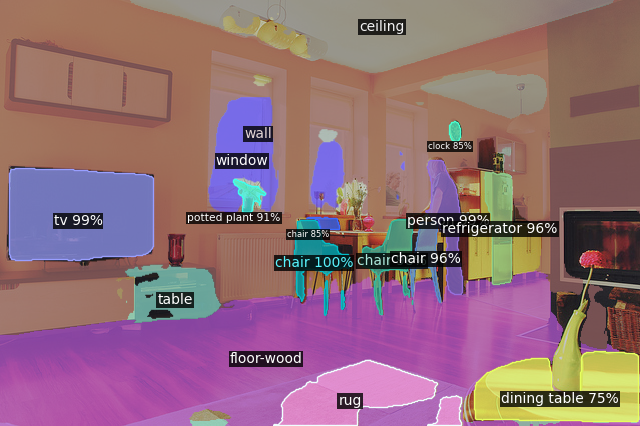 ceiling
wall
clock 85%
window
tv 99%
potted plant 91%
person 99%
refrigerator 96%
chair 85%
chair 100%
chair
chair 96%
table
floor-wood
rug
dining table 75%